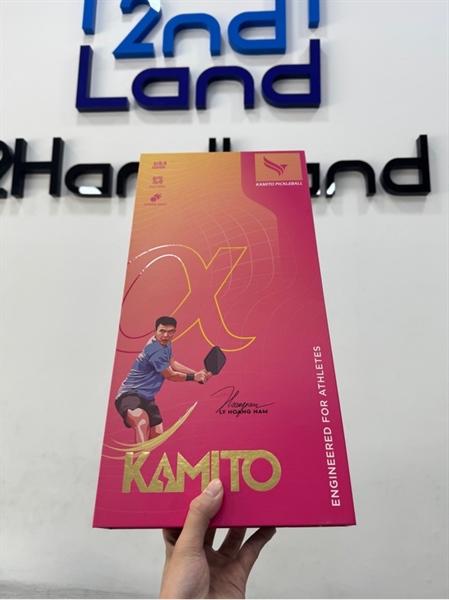 2nd
Land
2Handland
KAMITO PICKLEBALL
α
LY HOANG NAM
KAMITO
ENGINEERED FOR ATHLETES